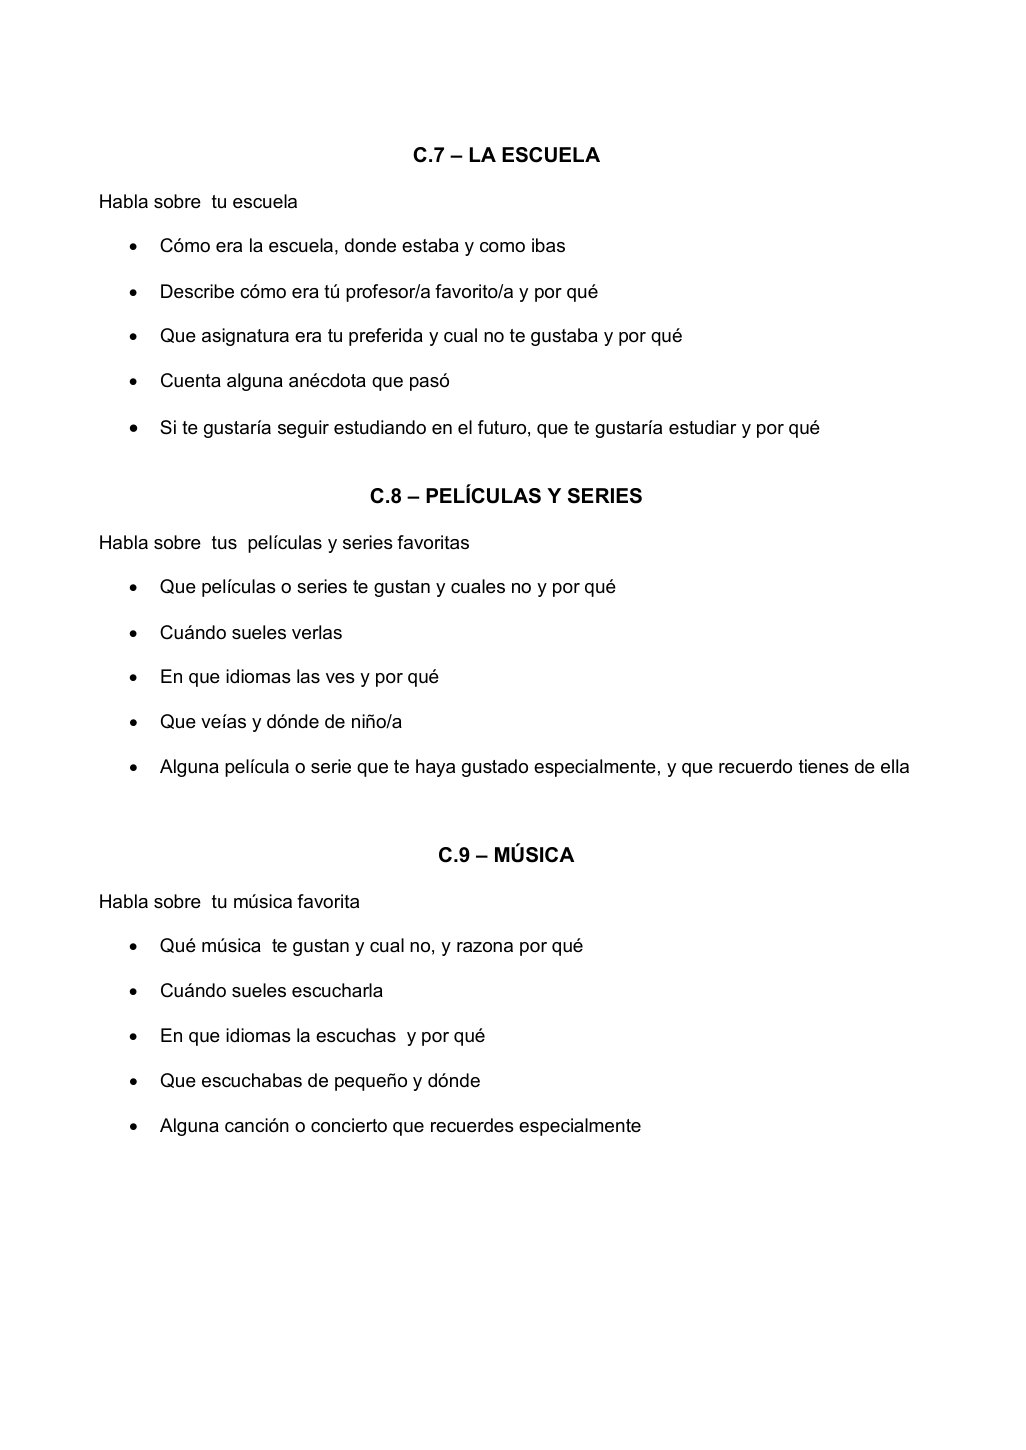 C.7 – LA ESCUELA
Habla sobre  tu escuela
• Cómo era la escuela, donde estaba y como ibas
• Describe cómo era tú profesor/a favorito/a y por qué
• Que asignatura era tu preferida y cual no te gustaba y por qué
• Cuenta alguna anécdota que pasó
• Si te gustaría seguir estudiando en el futuro, que te gustaría estudiar y por qué
C.8 – PELÍCULAS Y SERIES
Habla sobre  tus  películas y series favoritas
• Que películas o series te gustan y cuales no y por qué
• Cuándo sueles verlas
• En que idiomas las ves y por qué
• Que veías y dónde de niño/a
• Alguna película o serie que te haya gustado especialmente, y que recuerdo tienes de ella
C.9 – MÚSICA
Habla sobre  tu música favorita
• Qué música  te gustan y cual no, y razona por qué
• Cuándo sueles escucharla
• En que idiomas la escuchas  y por qué
• Que escuchabas de pequeño y dónde
• Alguna canción o concierto que recuerdes especialmente